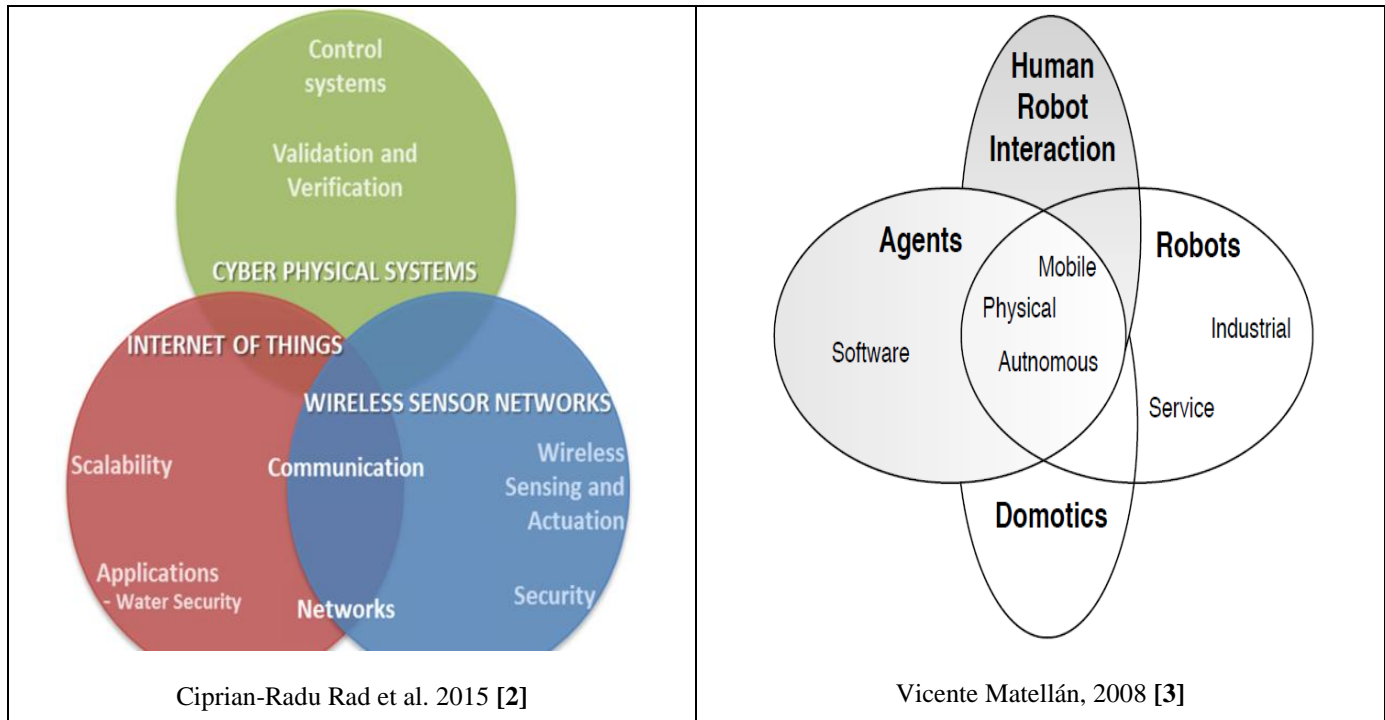 Control
systems
Validation and
Verification
CYBER PHYSICAL SYSTEMS
INTERNET OF THINGS
WIRELESS SENSOR NETWORKS
Scalability
Communication
Wireless
Sensing and
Actuation
Applications
- Water Security
Networks
Security
Ciprian-Radu Rad et al. 2015 [2]
Human
Robot
Interaction
Agents
Robots
Mobile
Physical
Industrial
Software
Autnomous
Service
Domotics
Vicente Matellán, 2008 [3]